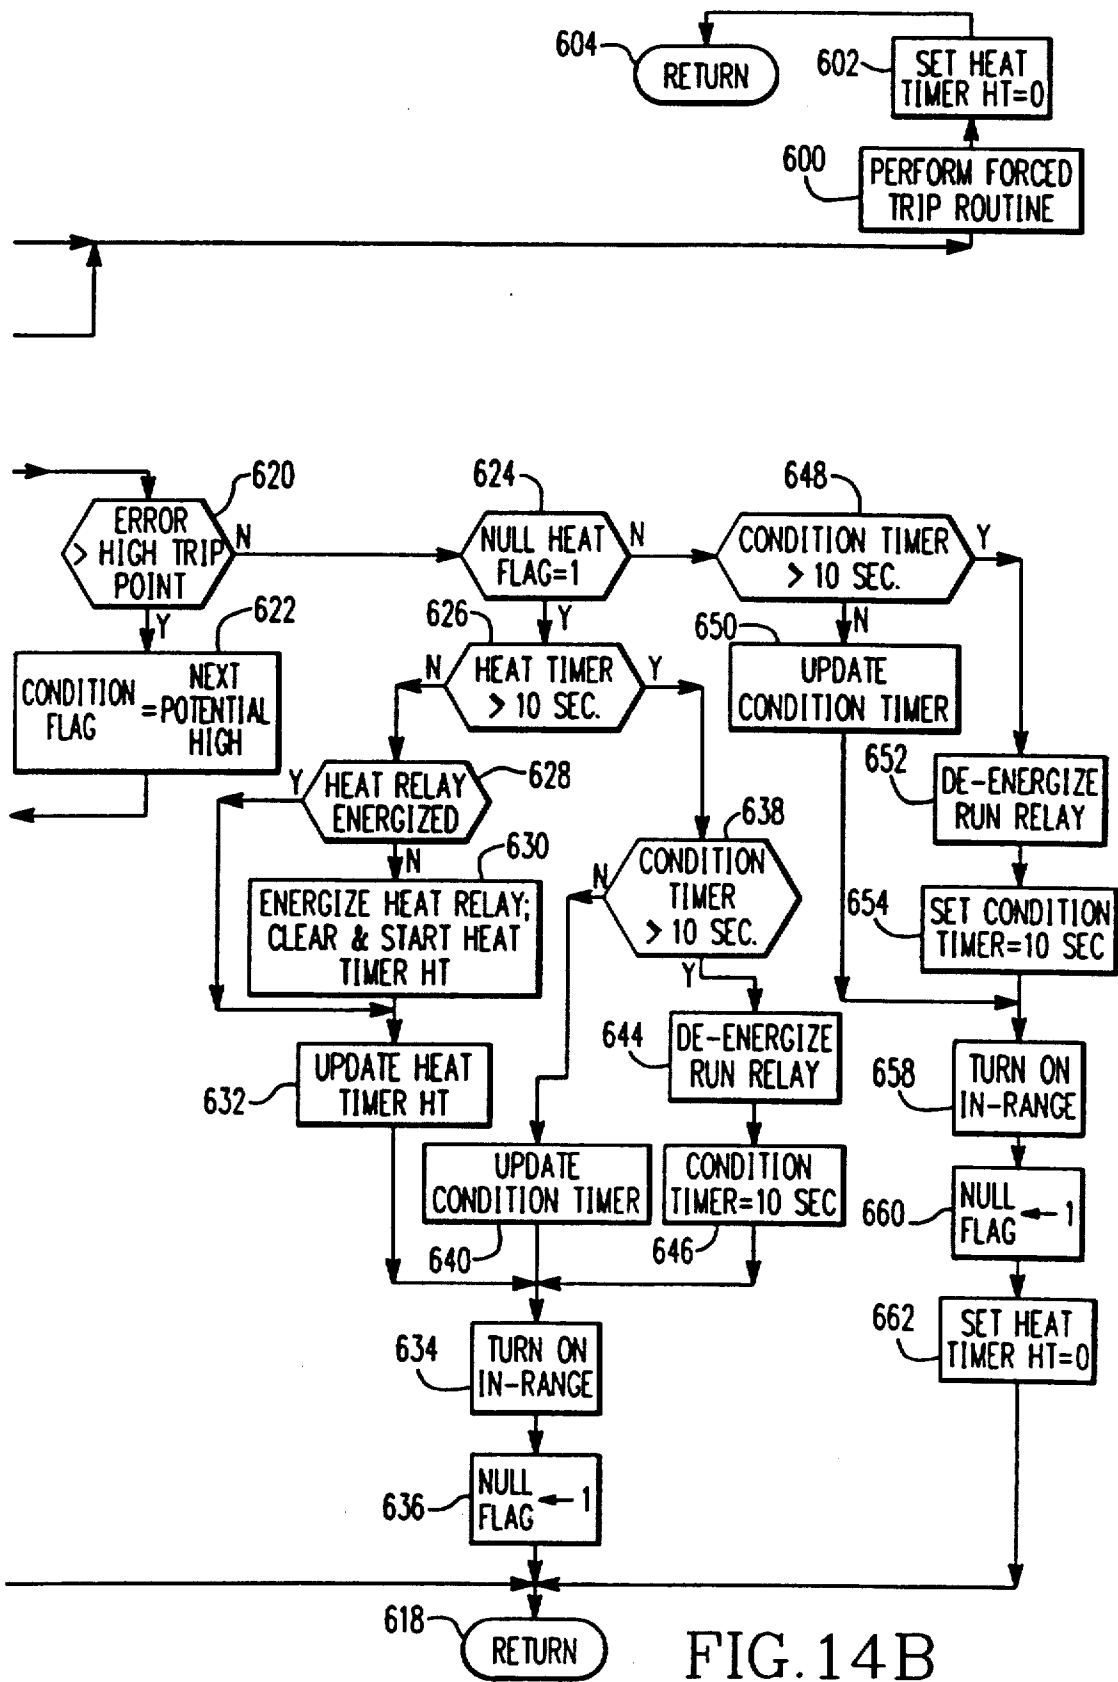 604
RETURN
602
SET HEAT
TIMER HT=0
600
PERFORM FORCED
TRIP ROUTINE
620
ERROR
> HIGH TRIP
POINT
N
Y
624
NULL HEAT
FLAG=1
N
Y
648
CONDITION TIMER
> 10 SEC.
Y
N
622
CONDITION
FLAG
=
NEXT
POTENTIAL
HIGH
626
HEAT TIMER
> 10 SEC.
N
Y
650
UPDATE
CONDITION TIMER
628
HEAT RELAY
ENERGIZED
Y
N
652
DE-ENERGIZE
RUN RELAY
638
CONDITION
TIMER
> 10 SEC.
N
Y
630
ENERGIZE HEAT RELAY;
CLEAR & START HEAT
TIMER HT
654
SET CONDITION
TIMER=10 SEC
632
UPDATE HEAT
TIMER HT
644
DE-ENERGIZE
RUN RELAY
658
TURN ON
IN-RANGE
640
UPDATE
CONDITION TIMER
646
CONDITION
TIMER=10 SEC
660
NULL
FLAG ← 1
634
TURN ON
IN-RANGE
662
SET HEAT
TIMER HT=0
636
NULL
FLAG ← 1
618
RETURN
FIG. 14B